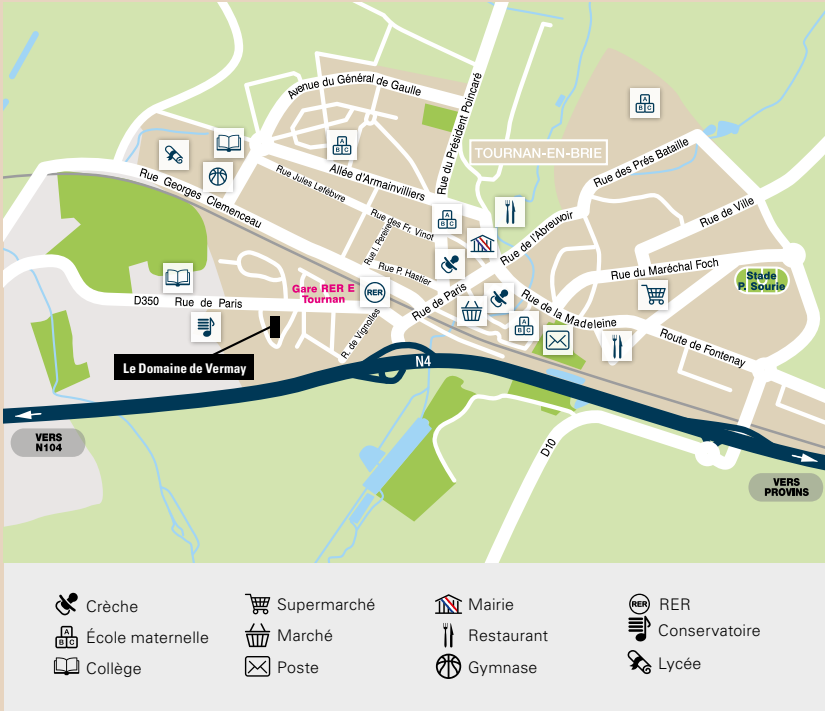 Avenue du Général de Gaulle
Rue du Président Poincaré
A
B C
TOURNAN-EN-BRIE
A
B C
Rue des Prés Bataille
Allée d'Armainvilliers
Rue Jules Lefèbvre
Rue Georges Clemenceau
Rue des Fr. Vinot
Rue I. Pereire
A
B C
Rue de l'Abreuvoir
Rue de Ville
Rue P. Hastier
Rue du Maréchal Foch
Stade
P. Sourie
Gare RER E
Tournan
RER
D350
Rue de Paris
Rue de Paris
R. de Vignolles
Rue de la Madeleine
A
B C
Route de Fontenay
Le Domaine de Vermay
N4
VERS
N104
D10
VERS
PROVINS
Crèche
A
B C
École maternelle
Collège
Supermarché
Marché
Poste
Mairie
Restaurant
Gymnase
RER
RER
Conservatoire
Lycée